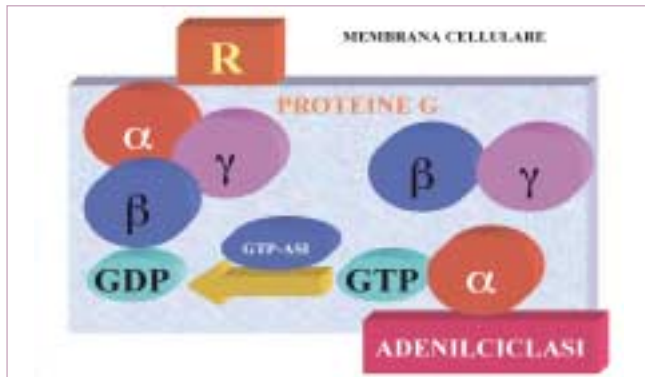 MEMBRANA CELLULARE
R
PROTEINE G
α
γ
β
β
γ
GTP-ASI
GDP
GTP
α
ADENILCICLASI